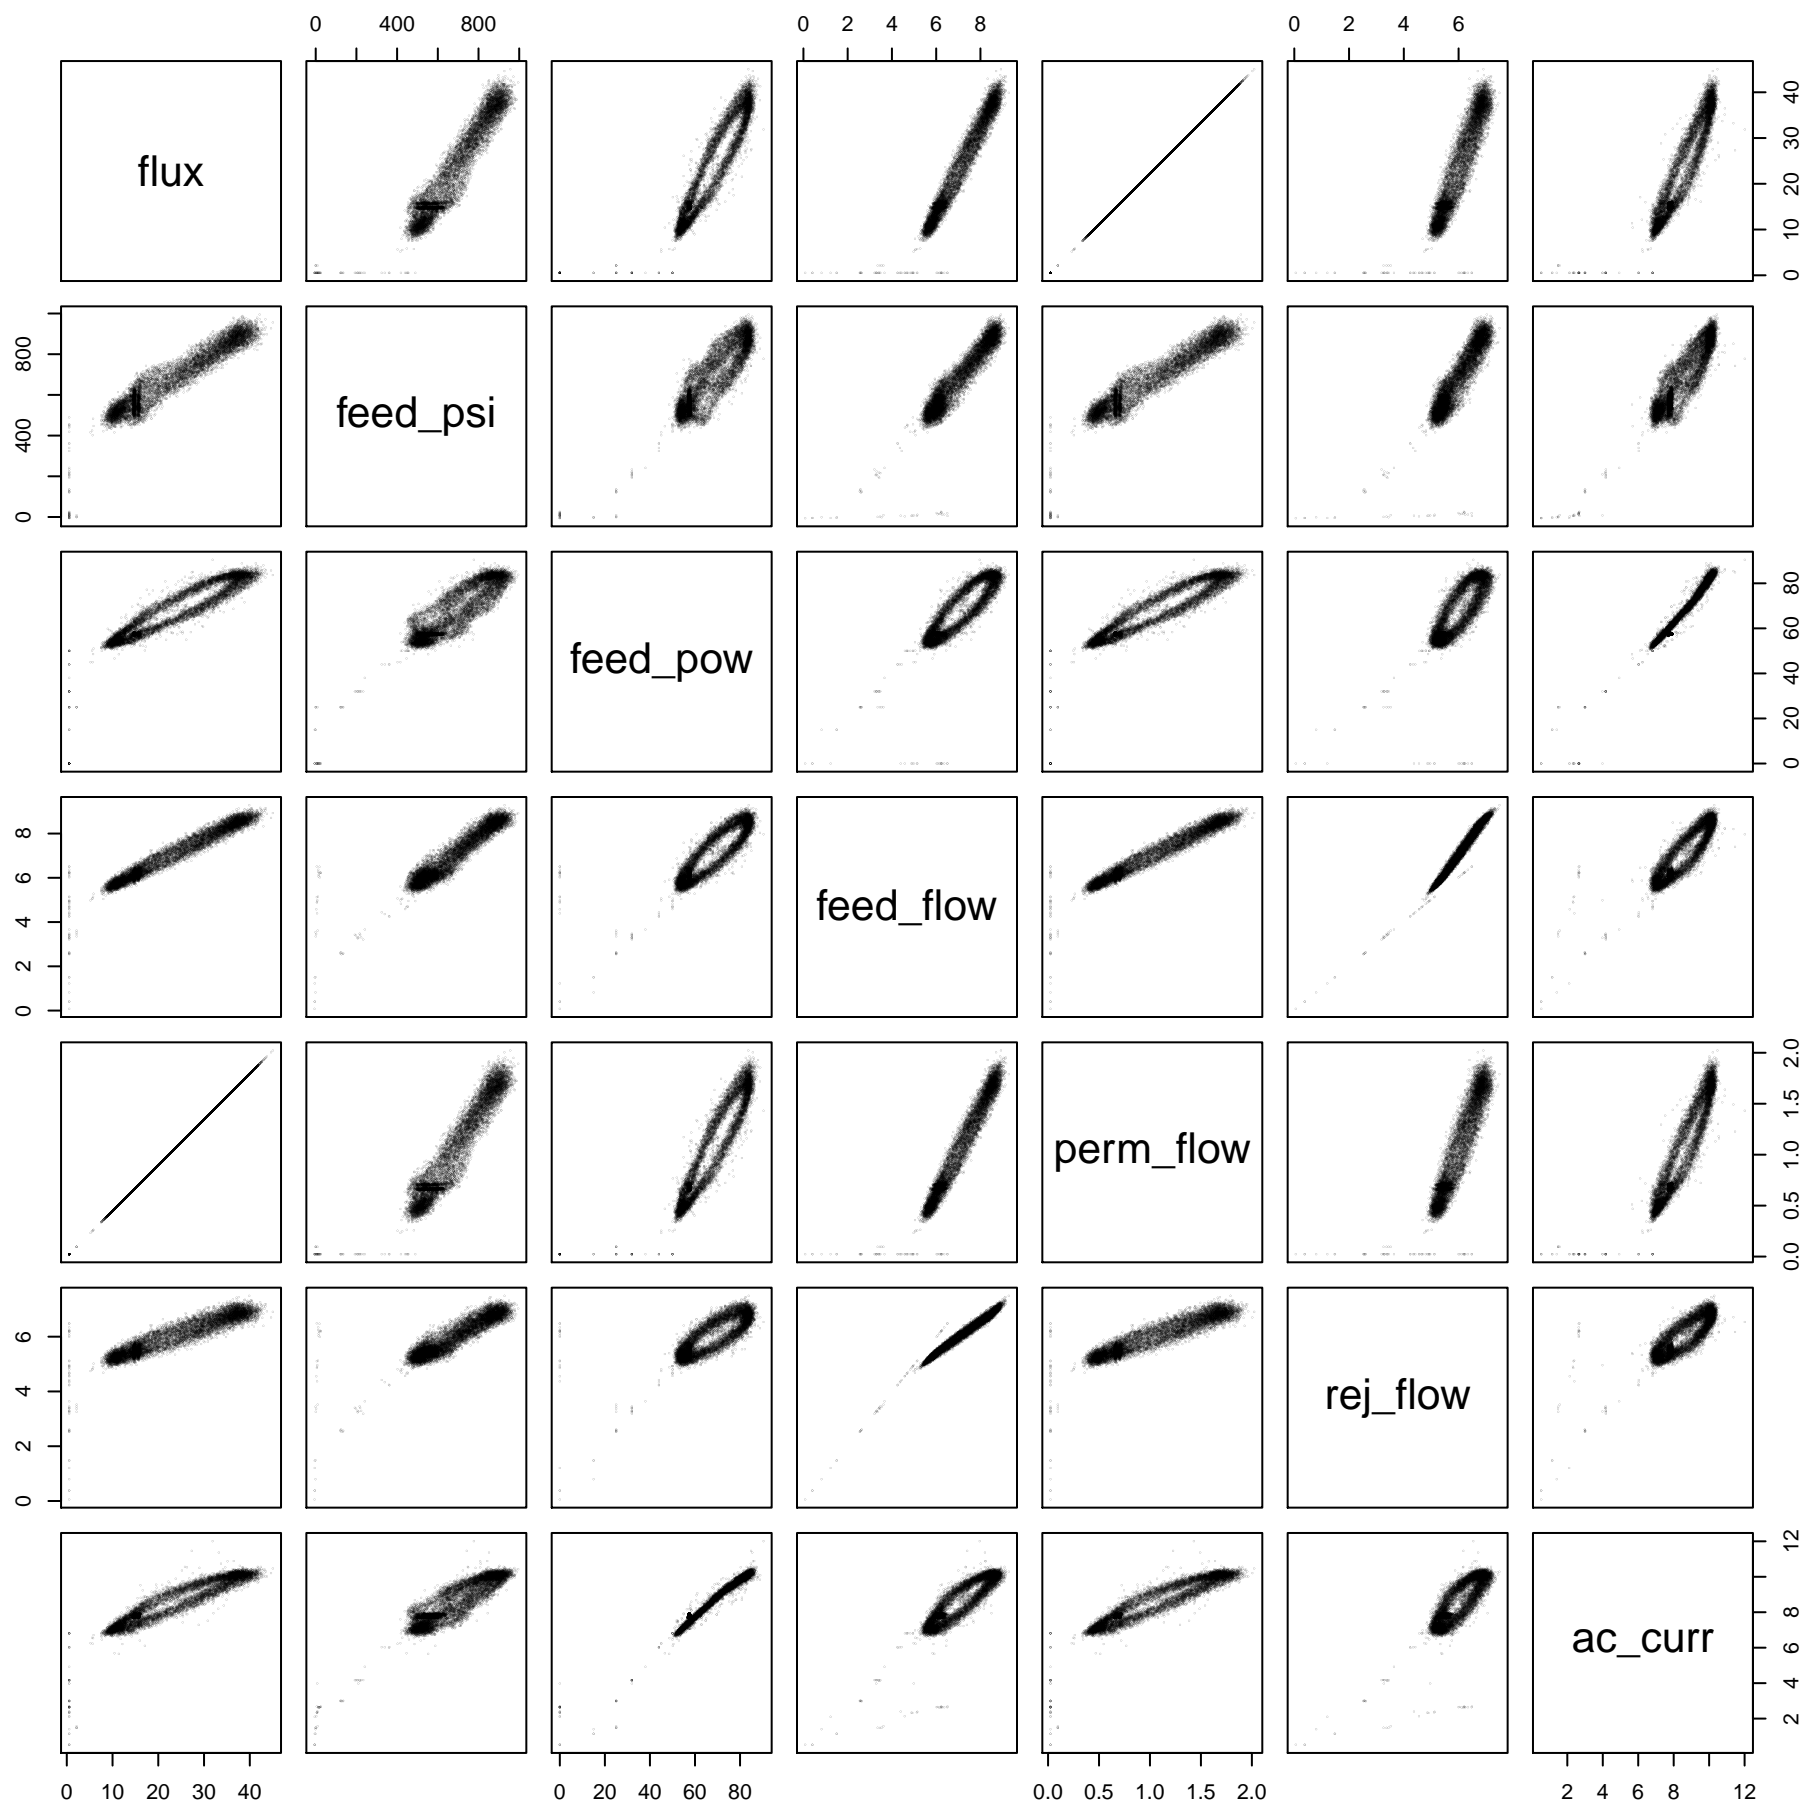 0 400 800 0 2 4 6 8 0 2 4 6
flux 0 10 20 30 40
0 400 800 feed_psi
feed_pow 0 20 40 60 80
0 2 4 6 8 feed_flow
perm_flow 0.0 0.5 1.0 1.5 2.0
0 2 4 6 rej_flow
ac_curr 2 4 6 8 12
0 10 20 30 40 0 20 40 60 80 0.0 0.5 1.0 1.5 2.0 2 4 6 8 12